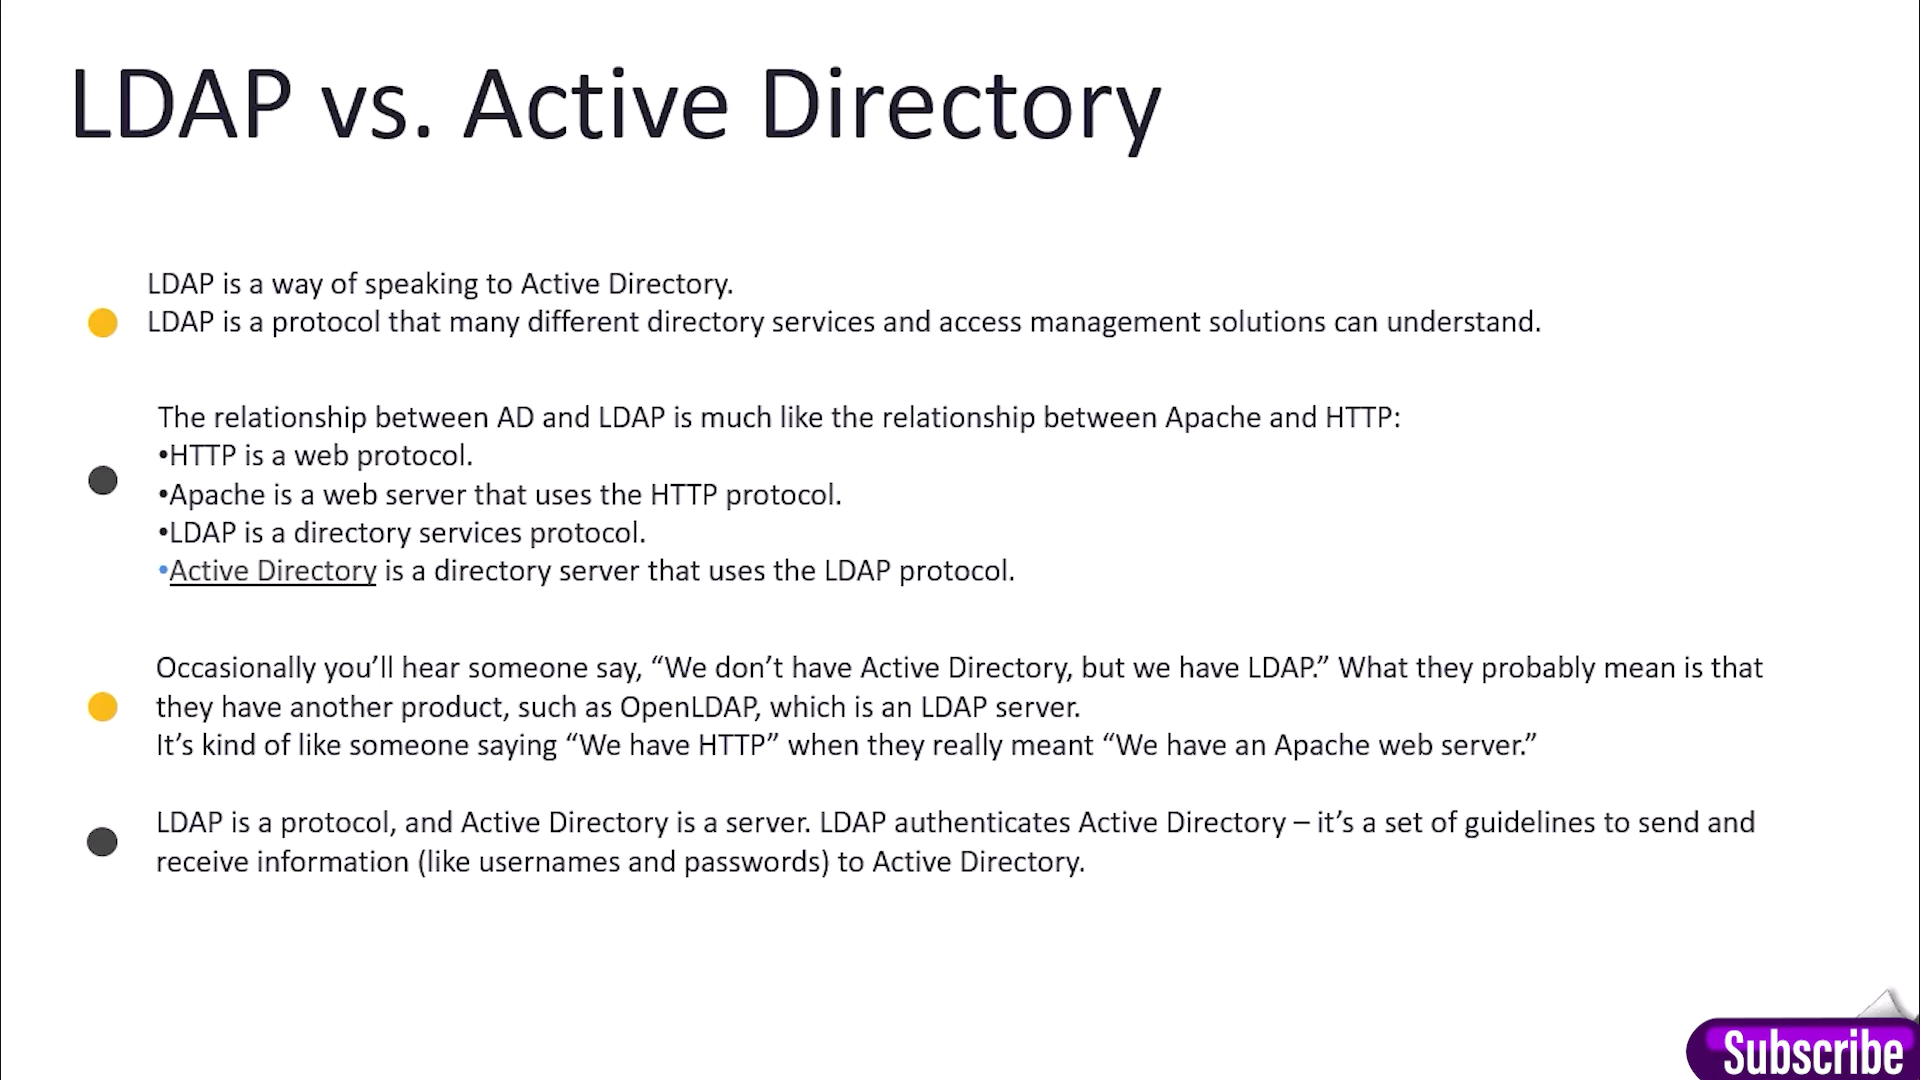 LDAP vs. Active Directory
LDAP is a way of speaking to Active Directory.
LDAP is a protocol that many different directory services and access management solutions can understand.
The relationship between AD and LDAP is much like the relationship between Apache and HTTP:
•HTTP is a web protocol.
•Apache is a web server that uses the HTTP protocol.
•LDAP is a directory services protocol.
•Active Directory is a directory server that uses the LDAP protocol.
Occasionally you’ll hear someone say, “We don’t have Active Directory, but we have LDAP.” What they probably mean is that
they have another product, such as OpenLDAP, which is an LDAP server.
It’s kind of like someone saying “We have HTTP” when they really meant “We have an Apache web server.”
LDAP is a protocol, and Active Directory is a server. LDAP authenticates Active Directory – it’s a set of guidelines to send and
receive information (like usernames and passwords) to Active Directory.
Subscribe